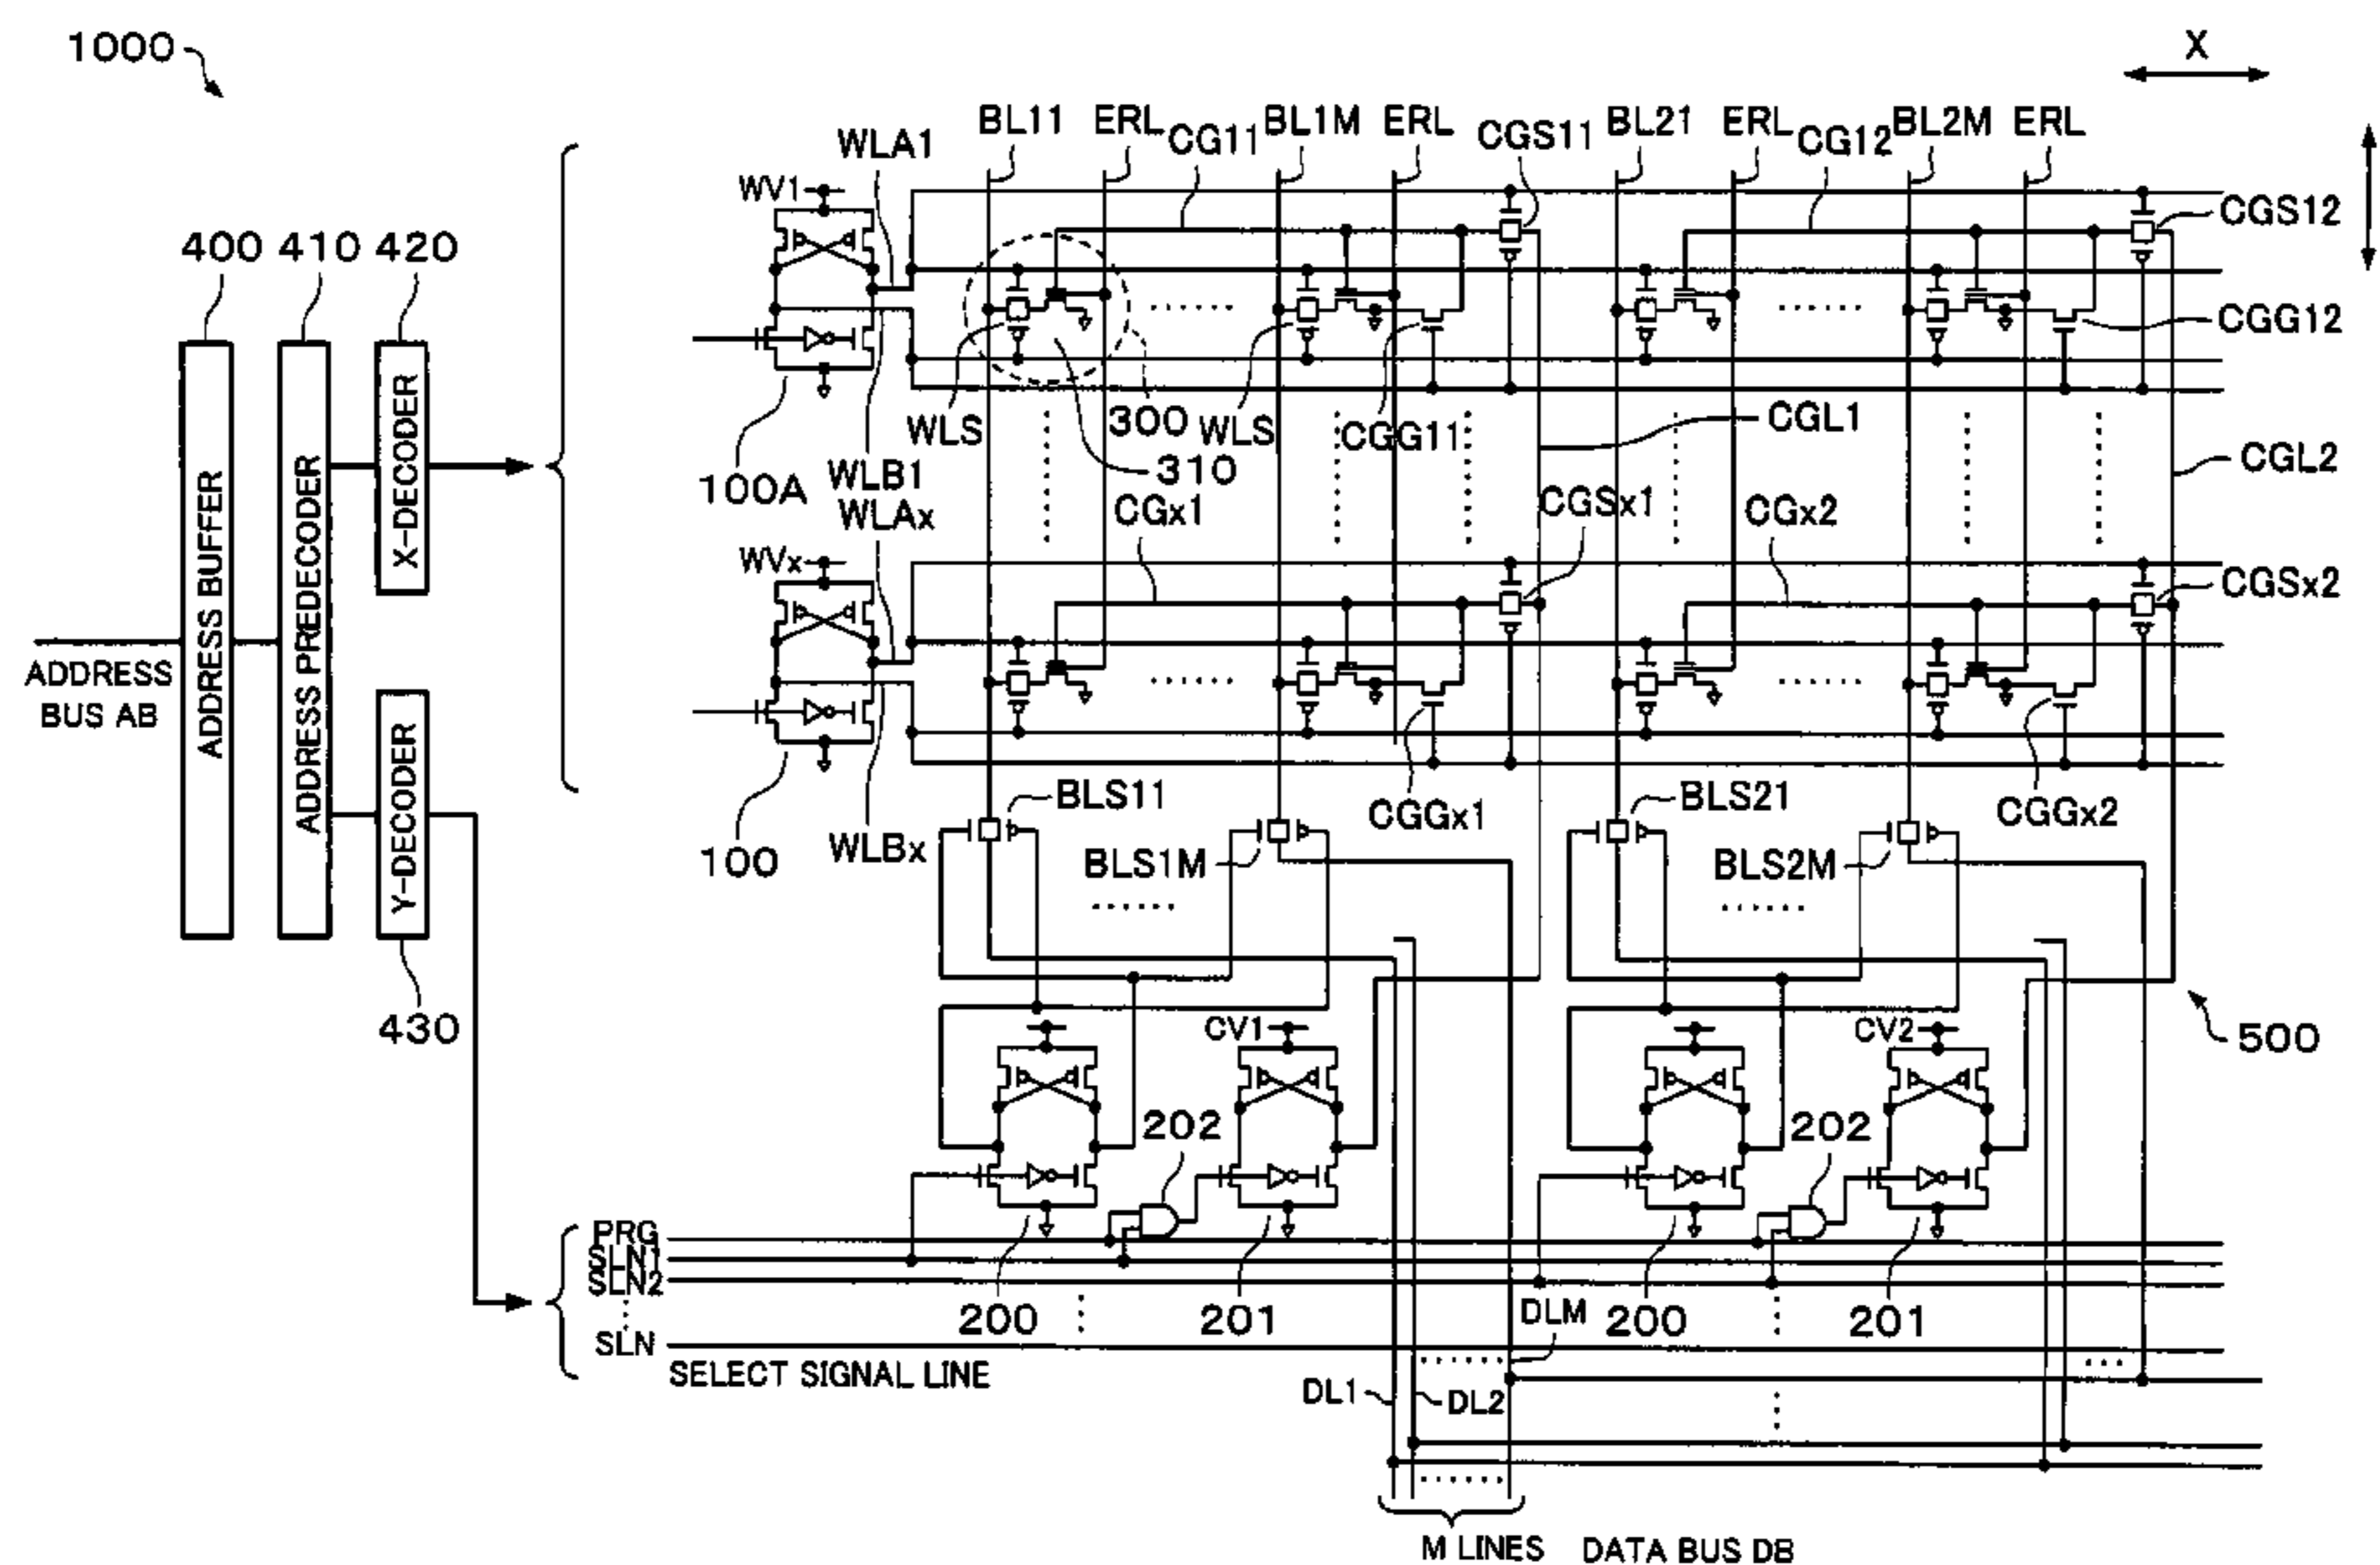 1000
X
BL11 ERL CG11 BL1M ERL CGS11 BL21 ERL CG12 BL2M ERL
WLA1
WV1
CGS12
400 410 420
CGG12
WLS 300 WLS CGG11 CGL1
310
CGL2
100A WLB1
WLAx CGx1 CGSx1 CGx2
WVx
CGSx2
ADDRESS BUFFER
ADDRESS PREDECODER
X-DECODER
Y-DECODER
ADDRESS
BUS AB
BLS11 BLS21
CGGx1 CGGx2
100 WLBx BLS1M BLS2M
430
CV1 CV2
500
202 202
PRG
SLN1
SLN2
SLN
200 201 DLM 200 201
SELECT SIGNAL LINE
DL1 DL2
M LINES DATA BUS DB